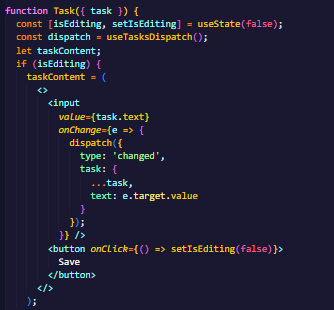 function Task({ task }) {
  const [isEditing, setIsEditing] = useState(false);
  const dispatch = useTasksDispatch();
  let taskContent;
  if (isEditing) {
    taskContent = (
      <>
        <input
          value={task.text}
          onChange={e => {
            dispatch({
              type: 'changed',
              task: {
                ...task,
                text: e.target.value
              }
            });
          }} />
        <button onClick={() => setIsEditing(false)}>
          Save
        </button>
      </>
    );